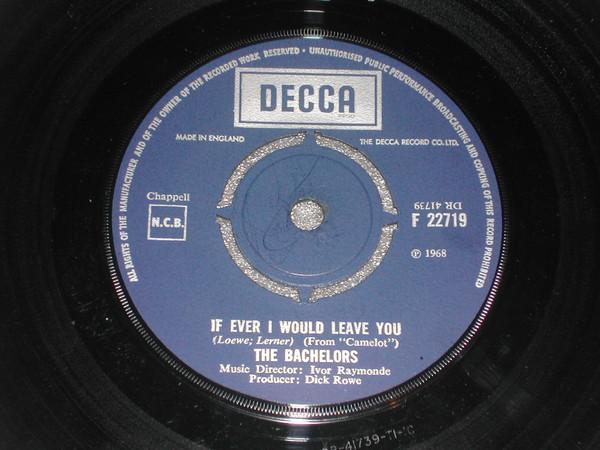 ALL RIGHTS OF THE MANUFACTURER AND OF THE OWNER OF THE RECORDED WORK RESERVED • UNAUTHORISED PUBLIC PERFORMANCE BROADCASTING AND COPYING OF THIS RECORD PROHIBITED
DECCA
MADE IN ENGLAND
THE DECCA RECORD CO. LTD.
Chappell
N.C.B.
DR 41739
F 22719
℗ 1968
IF EVER I WOULD LEAVE YOU
(Loewe; Lerner) (From "Camelot")
THE BACHELORS
Music Director: Ivor Raymonde
Producer: Dick Rowe